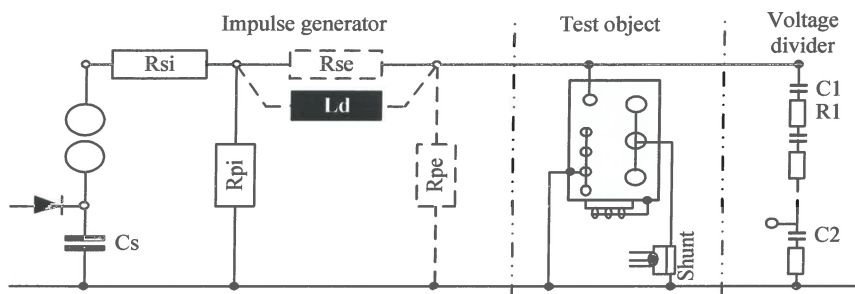 Impulse generator
Test object
Voltage
divider
Rsi
Rse
Ld
C1
R1
Rpi
Rpe
Cs
Shunt
C2